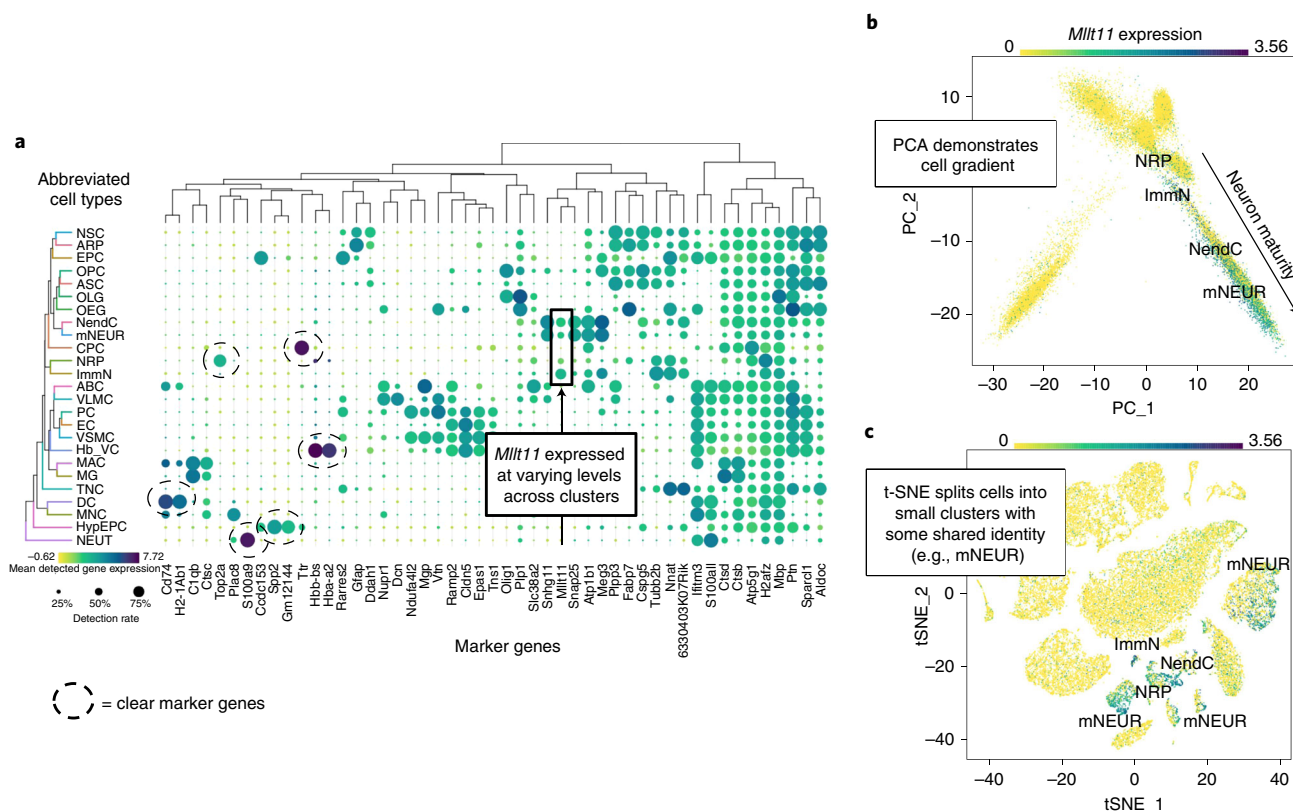 a
Abbreviated
cell types
NSC
ARP
EPC
OPC
ASC
OLG
OEG
NendC
mNEUR
CPC
NRP
ImmN
ABC
VLMC
PC
EC
VSMC
Hb_VC
MAC
MG
TNC
DC
MNC
HypEPC
NEUT
Mllt11 expressed
at varying levels
across clusters
−0.62
7.72
Mean detected gene expression
25%
50%
75%
Detection rate
Cd74
H2-1Ab1
C1qb
Ctsc
Top2a
Plac8
S100a9
Ccdc153
Spp2
Gm12144
Ttr
Hbb-bs
Hba-a2
Rarres2
Gfap
Ddah1
Nupr1
Dcn
Ndufa4l2
Mgp
Vtn
Ramp2
Cldn5
Epas1
Tns1
Olig1
Plp1
Slc38a2
Snhg11
Mllt11
Snap25
Atp1b1
Meg3
Plpp3
Fabp7
Cspg5
Tubb2b
Nnat
6330403K07Rik
Ifitm3
S100all
Ctsd
Ctsb
Atp6g1
H2afz
Mbp
Ptn
Sparcl1
Aldoc
Marker genes
= clear marker genes
b
Mllt11 expression
0
3.56
PCA demonstrates
cell gradient
NRP
ImmN
NendC
mNEUR
Neuron maturity
PC_2
10
0
−10
−20
−30
−20
−10
0
10
20
PC_1
c
0
3.56
t-SNE splits cells into
small clusters with
some shared identity
(e.g., mNEUR)
mNEUR
ImmN
NendC
NRP
mNEUR
mNEUR
tSNE_2
0
−20
−40
−40
−20
0
20
40
tSNE_1